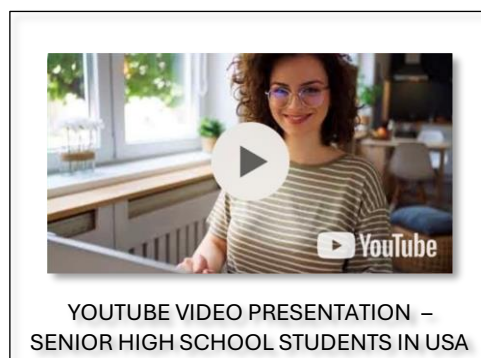 YouTube
YOUTUBE VIDEO PRESENTATION –
SENIOR HIGH SCHOOL STUDENTS IN USA